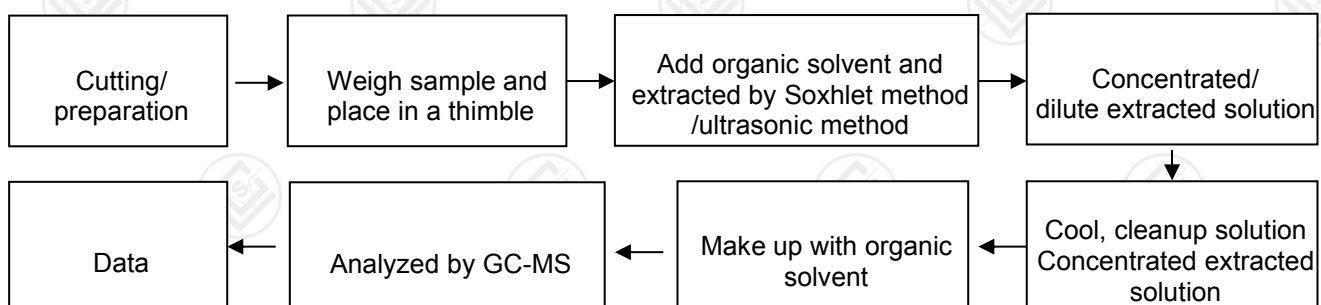 Cutting/
preparation
Weigh sample and
place in a thimble
Add organic solvent and
extracted by Soxhlet method
/ultrasonic method
Concentrated/
dilute extracted solution
Cool, cleanup solution
Concentrated extracted
solution
Make up with organic
solvent
Analyzed by GC-MS
Data